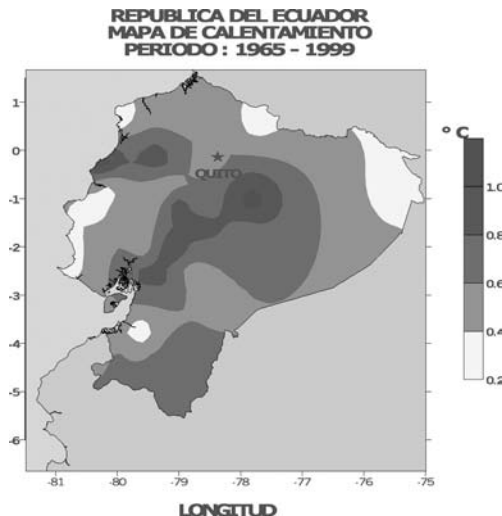 REPUBLICA DEL ECUADOR
MAPA DE CALENTAMIENTO
PERIODO : 1965 - 1999
° C
1.0
0.8
0.6
0.4
0.2
1
0
-1
-2
-3
-4
-5
-6
QUITO
-81 -80 -79 -78 -77 -76 -75
LONGITUD